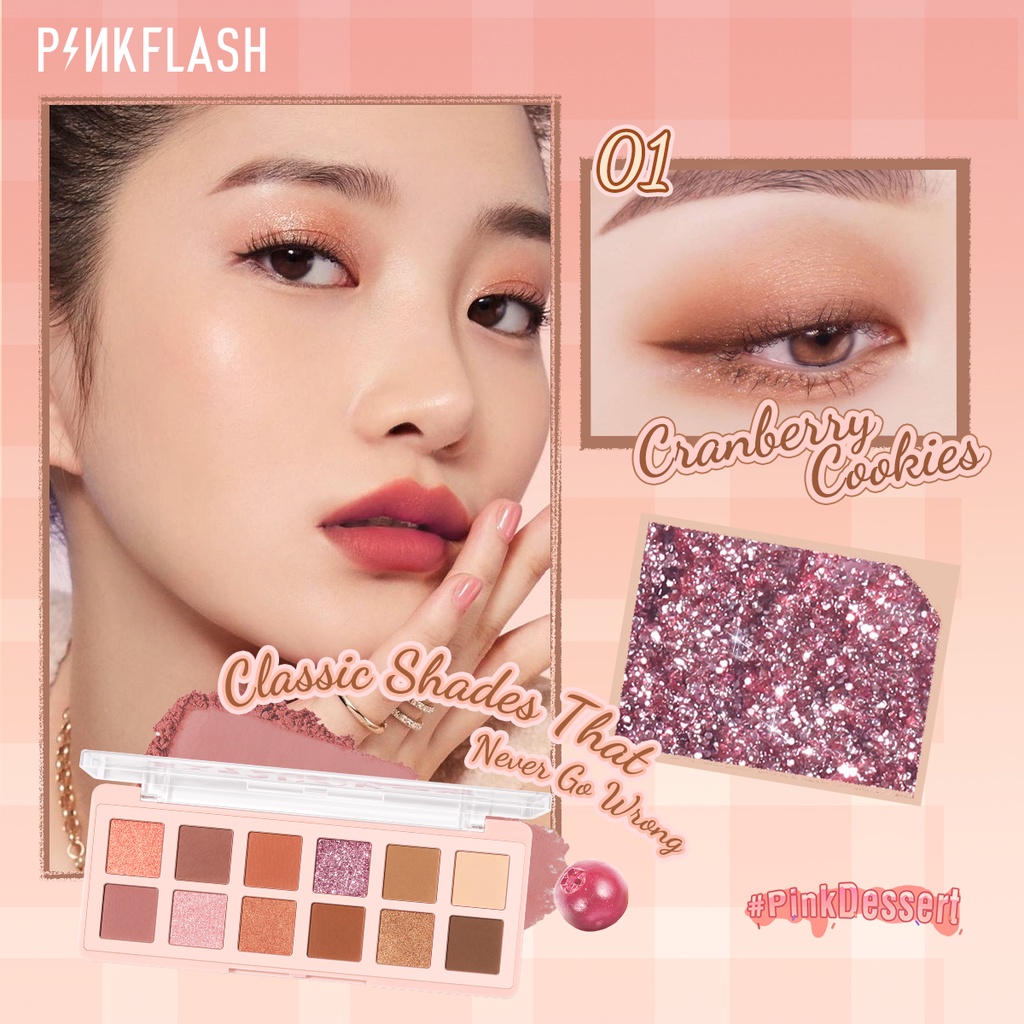 PINKFLASH
01
Cranberry
Cookies
Classic Shades That
Never Go Wrong
#PinkDessert